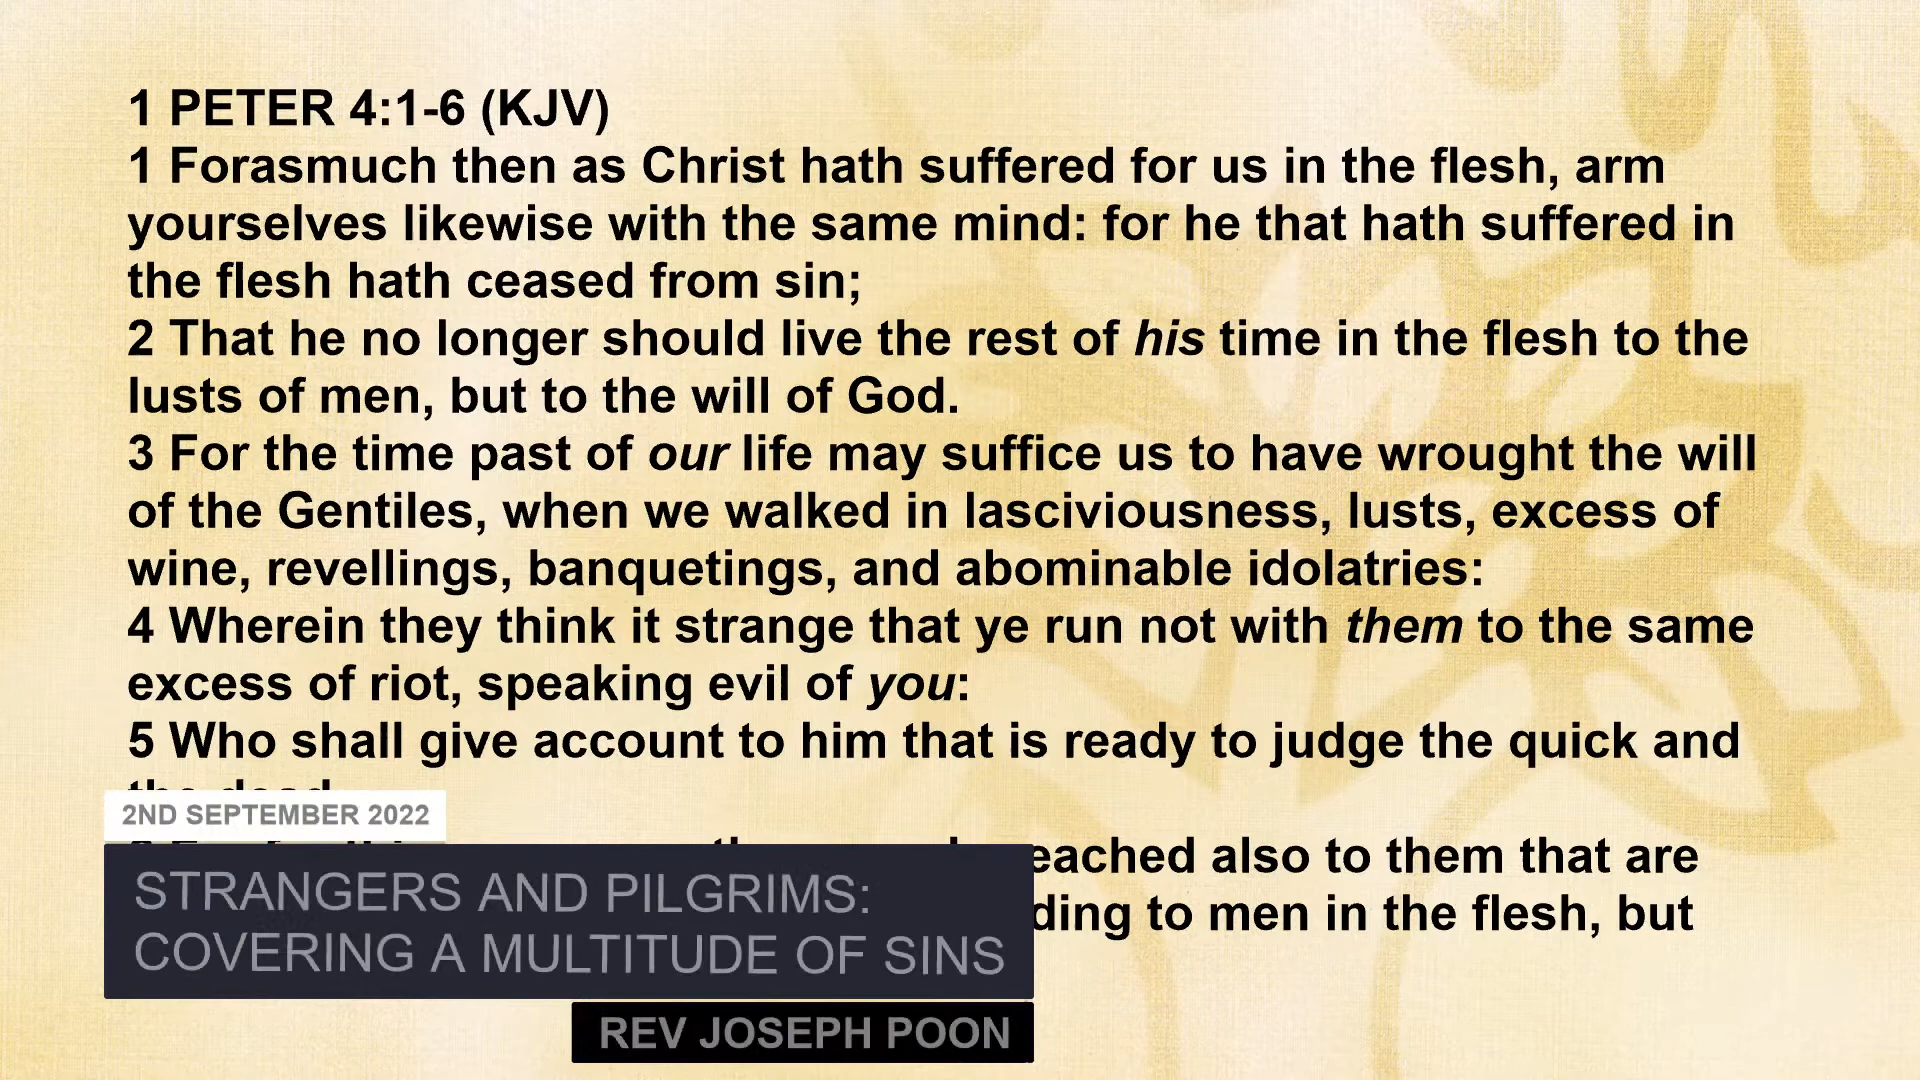 1 PETER 4:1-6 (KJV)
1 Forasmuch then as Christ hath suffered for us in the flesh, arm
yourselves likewise with the same mind: for he that hath suffered in
the flesh hath ceased from sin;
2 That he no longer should live the rest of his time in the flesh to the
lusts of men, but to the will of God.
3 For the time past of our life may suffice us to have wrought the will
of the Gentiles, when we walked in lasciviousness, lusts, excess of
wine, revellings, banquetings, and abominable idolatries:
4 Wherein they think it strange that ye run not with them to the same
excess of riot, speaking evil of you:
5 Who shall give account to him that is ready to judge the quick and
the dead
2ND SEPTEMBER 2022
also to them that are
to men in the flesh, but
STRANGERS AND PILGRIMS:
COVERING A MULTITUDE OF SINS
REV JOSEPH POON